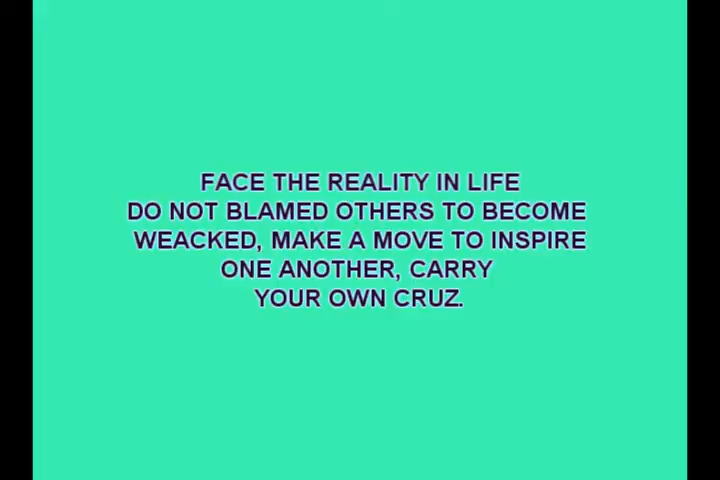 FACE THE REALITY IN LIFE
DO NOT BLAMED OTHERS TO BECOME
WEACKED, MAKE A MOVE TO INSPIRE
ONE ANOTHER, CARRY
YOUR OWN CRUZ.